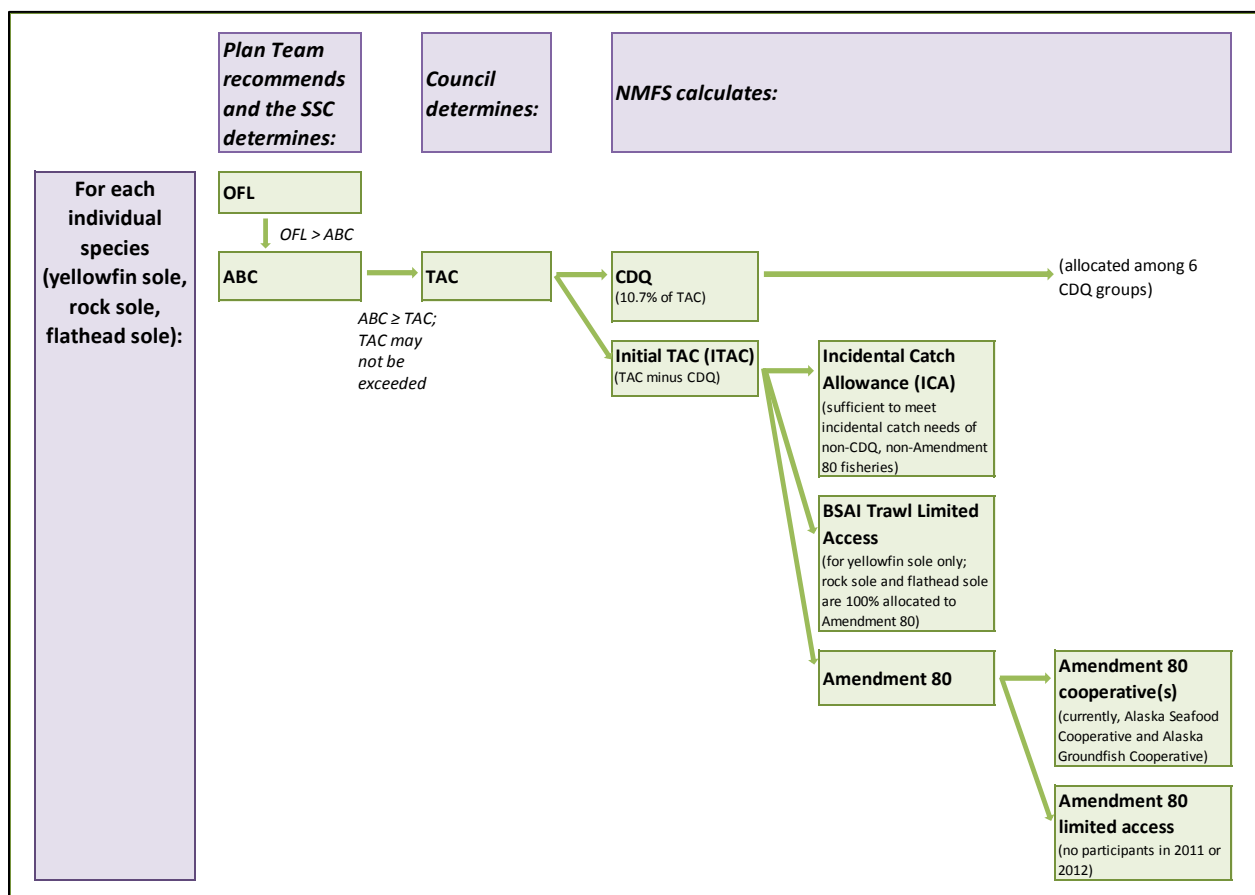 Plan Team
recommends
and the SSC
determines:
Council
determines:
NMFS calculates:
For each
individual
species
(yellowfin sole,
rock sole,
flathead sole):
OFL
OFL > ABC
ABC
ABC ≥ TAC;
TAC may
not be
exceeded
TAC
CDQ
(10.7% of TAC)
(allocated among 6
CDQ groups)
Initial TAC (ITAC)
(TAC minus CDQ)
Incidental Catch
Allowance (ICA)
(sufficient to meet
incidental catch needs of
non-CDQ, non-Amendment
80 fisheries)
BSAI Trawl Limited
Access
(for yellowfin sole only;
rock sole and flathead sole
are 100% allocated to
Amendment 80)
Amendment 80
Amendment 80
cooperative(s)
(currently, Alaska Seafood
Cooperative and Alaska
Groundfish Cooperative)
Amendment 80
limited access
(no participants in 2011 or
2012)